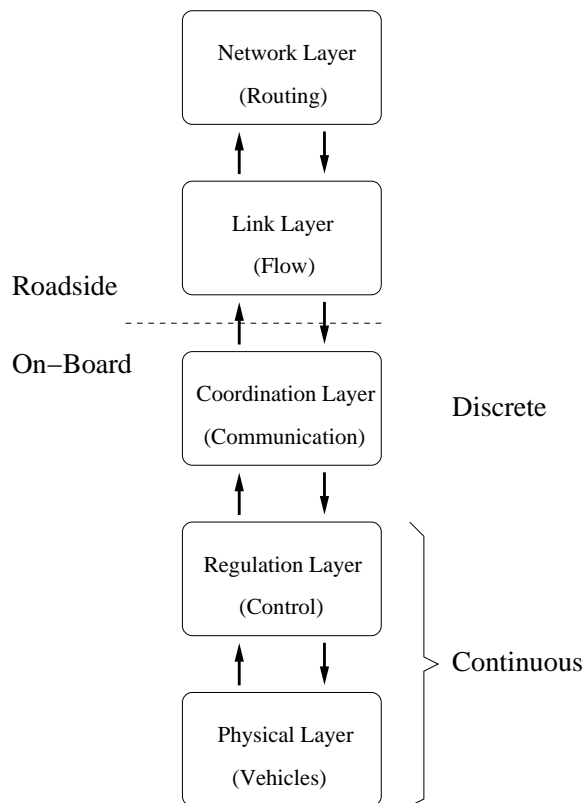 Network Layer
(Routing)
Link Layer
(Flow)
Roadside
On−Board
Coordination Layer
(Communication)
Discrete
Regulation Layer
(Control)
Continuous
Physical Layer
(Vehicles)